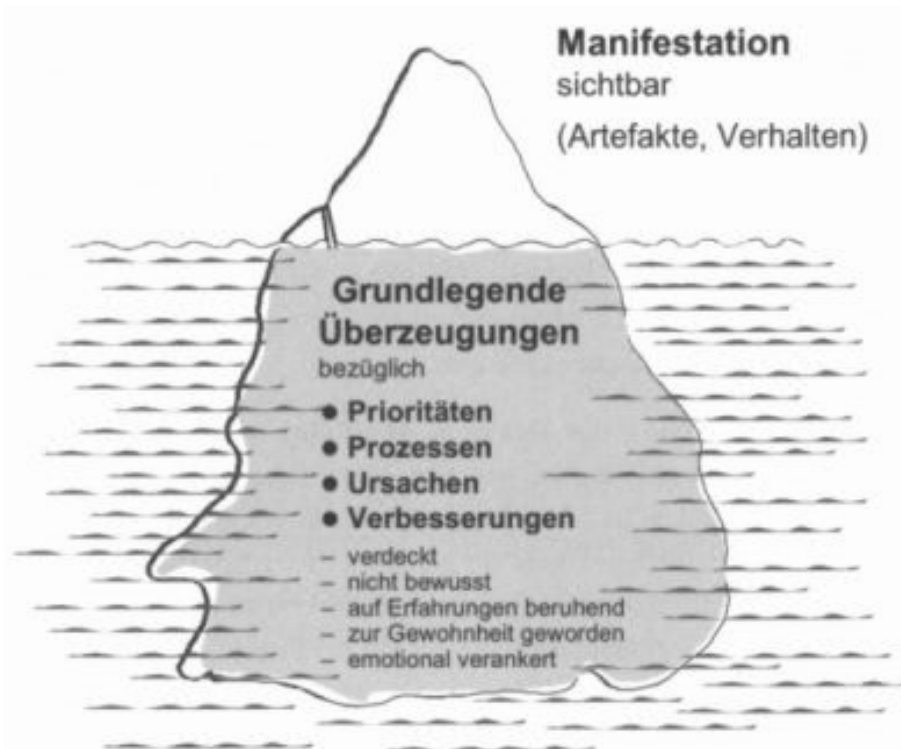 Manifestation
sichtbar
(Artefakte, Verhalten)
Grundlegende
Überzeugungen
bezüglich
● Prioritäten
● Prozessen
● Ursachen
● Verbesserungen
– verdeckt
– nicht bewusst
– auf Erfahrungen beruhend
– zur Gewohnheit geworden
– emotional verankert